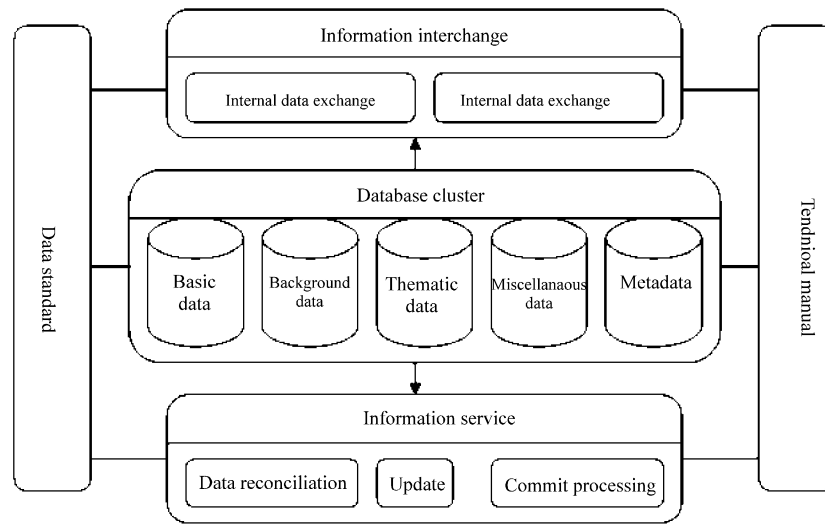 Information interchange
Internal data exchange
Internal data exchange
Data standard
Database cluster
Basic
data
Background
data
Thematic
data
Miscellanaous
data
Metadata
Tendnioal manual
Information service
Data reconciliation
Update
Commit processing